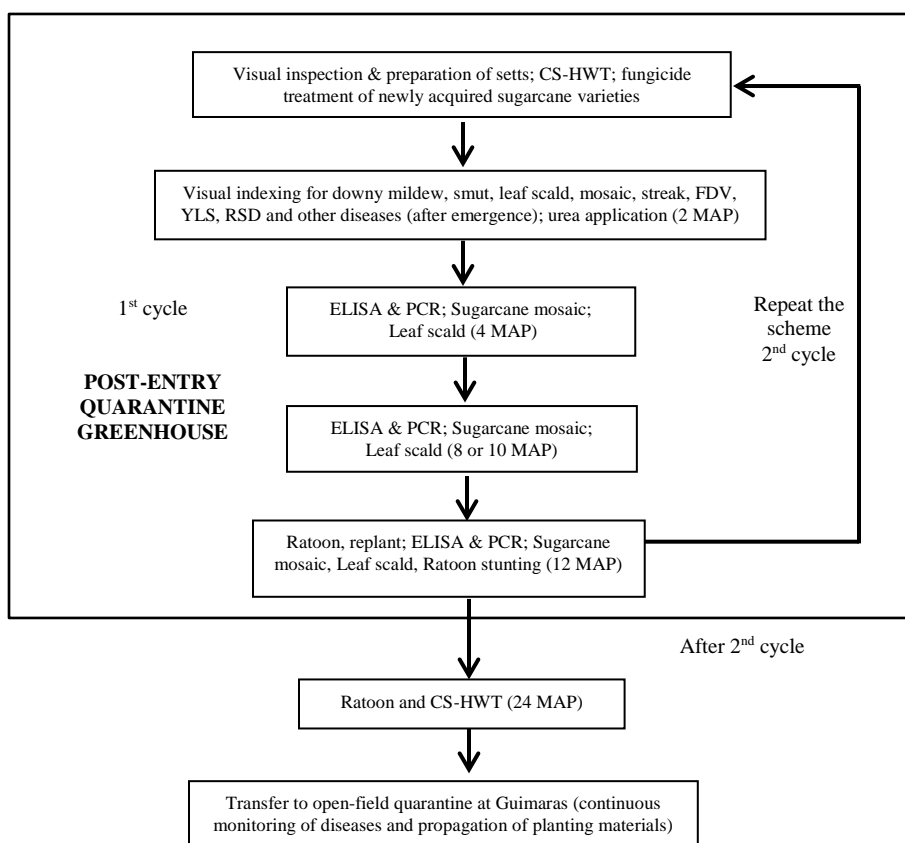 Visual inspection & preparation of setts; CS-HWT; fungicide
treatment of newly acquired sugarcane varieties
Visual indexing for downy mildew, smut, leaf scald, mosaic, streak, FDV,
YLS, RSD and other diseases (after emergence); urea application (2 MAP)
1st cycle
ELISA & PCR; Sugarcane mosaic;
Leaf scald (4 MAP)
Repeat the
scheme
2nd cycle
POST-ENTRY
QUARANTINE
GREENHOUSE
ELISA & PCR; Sugarcane mosaic;
Leaf scald (8 or 10 MAP)
Ratoon, replant; ELISA & PCR; Sugarcane
mosaic, Leaf scald, Ratoon stunting (12 MAP)
After 2nd cycle
Ratoon and CS-HWT (24 MAP)
Transfer to open-field quarantine at Guimaras (continuous
monitoring of diseases and propagation of planting materials)